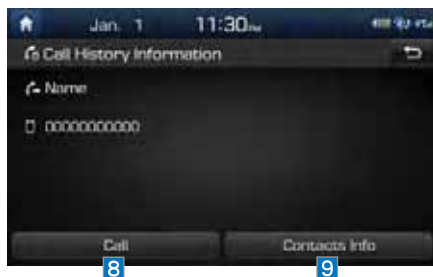 Jan. 1 11:30
Call History Information
Name
00000000000
Call Contacts Info
8 9